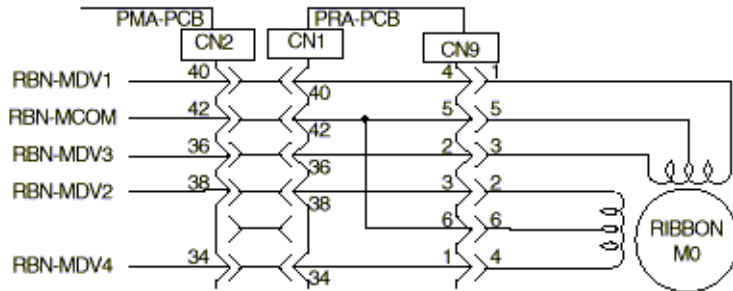 PMA-PCB PRA-PCB
CN2 CN1 CN9
RBN-MDV1 40 40 4 1
RBN-MCOM 42 42 5 5
RBN-MDV3 36 36 2 3
RBN-MDV2 38 38 3 2
6 6
RBN-MDV4 34 34 1 4
RIBBON
M0